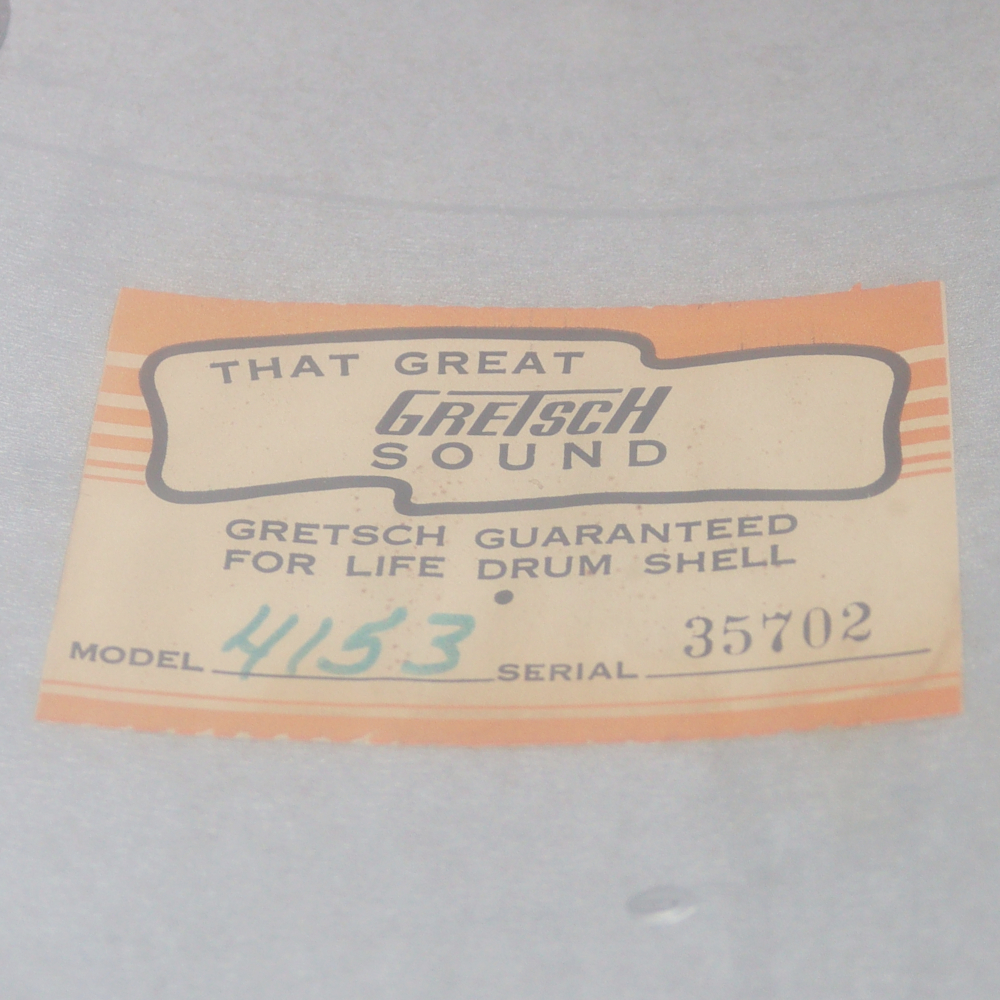 THAT GREAT
GRETSCH
SOUND
GRETSCH GUARANTEED
FOR LIFE DRUM SHELL
MODEL 4153 SERIAL 35702